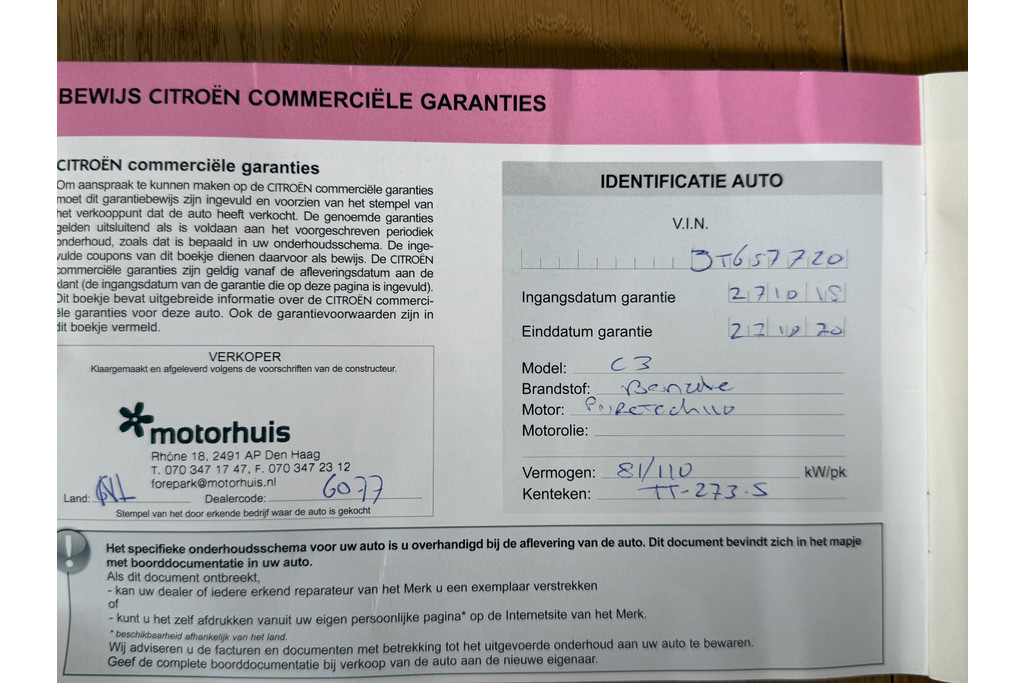 BEWIJS CITROËN COMMERCIËLE GARANTIES
CITROËN commerciële garanties
Om aanspraak te kunnen maken op de CITROËN commerciële garanties
moet dit garantiebewijs zijn ingevuld en voorzien van het stempel van
het verkooppunt dat de auto heeft verkocht. De genoemde garanties
gelden uitsluitend als is voldaan aan het voorgeschreven periodiek
onderhoud, zoals dat is bepaald in uw onderhoudsschema. De inge-
vulde coupons van dit boekje dienen daarvoor als bewijs. De CITROËN
commerciële garanties zijn geldig vanaf de afleveringsdatum aan de
klant (de ingangsdatum van de garantie die op deze pagina is ingevuld).
Dit boekje bevat uitgebreide informatie over de CITROËN commerci-
ële garanties voor deze auto. Ook de garantievoorwaarden zijn in
dit boekje vermeld.
VERKOPER
Klaargemaakt en afgeleverd volgens de voorschriften van de constructeur.
motorhuis
Rhône 18, 2491 AP Den Haag
T. 070 347 17 47, F. 070 347 23 12
forepark@motorhuis.nl
Land: NL Dealercode: 6077
Stempel van het door erkende bedrijf waar de auto is gekocht
IDENTIFICATIE AUTO
V.I.N.
JT657720
Ingangsdatum garantie 27 10 15
Einddatum garantie 27 10 20
Model: C3
Brandstof: Benzine
Motor: Puretech 110
Motorolie:
Vermogen: 81/110 kW/pk
Kenteken: TT-273-S
Het specifieke onderhoudsschema voor uw auto is u overhandigd bij de aflevering van de auto. Dit document bevindt zich in het mapje
met boorddocumentatie in uw auto.
Als dit document ontbreekt,
- kan uw dealer of iedere erkend reparateur van het Merk u een exemplaar verstrekken
of
- kunt u het zelf afdrukken vanuit uw eigen persoonlijke pagina* op de Internetsite van het Merk.
* beschikbaarheid afhankelijk van het land.
Wij adviseren u de facturen en documenten met betrekking tot het uitgevoerde onderhoud aan uw auto te bewaren.
Geef de complete boorddocumentatie bij verkoop van de auto aan de nieuwe eigenaar.